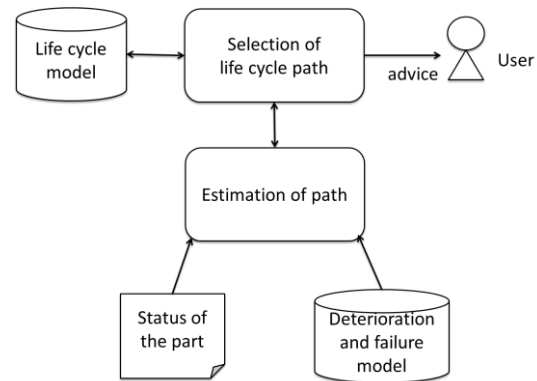 Life cycle
model
Selection of
life cycle path
advice
User
Estimation of path
Status of
the part
Deterioration
and failure
model